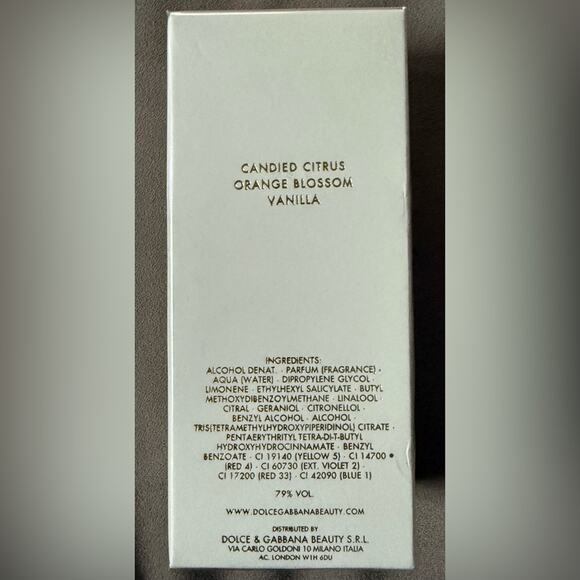 CANDIED CITRUS
ORANGE BLOSSOM
VANILLA
INGREDIENTS:
ALCOHOL DENAT. · PARFUM (FRAGRANCE) ·
AQUA (WATER) · DIPROPYLENE GLYCOL ·
LIMONENE · ETHYLHEXYL SALICYLATE · BUTYL
METHOXYDIBENZOYLMETHANE · LINALOOL ·
CITRAL · GERANIOL · CITRONELLOL ·
BENZYL ALCOHOL · ALCOHOL ·
TRIS(TETRAMETHYLHYDROXYPIPERIDINOL) CITRATE ·
PENTAERYTHRITYL TETRA-DI-T-BUTYL
HYDROXYHYDROCINNAMATE · BENZYL
BENZOATE · CI 19140 (YELLOW 5) · CI 14700
(RED 4) · CI 60730 (EXT. VIOLET 2) ·
CI 17200 (RED 33) · CI 42090 (BLUE 1)
79% VOL.
WWW.DOLCEGABBANABEAUTY.COM
DISTRIBUTED BY
DOLCE & GABBANA BEAUTY S.R.L.
VIA CARLO GOLDONI 10 MILANO ITALIA
AC. LONDON W1H 6DU